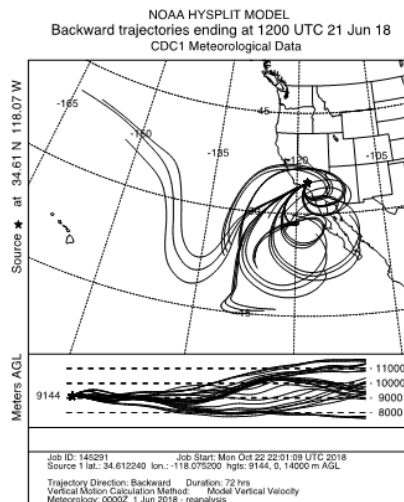 NOAA HYSPLIT MODEL
Backward trajectories ending at 1200 UTC 21 Jun 18
CDC1 Meteorological Data
Source ★ at 34.61 N 118.07 W
-165
-150
-135
-120
-105
45
30
15
Meters AGL
9144
11000
10000
9000
8000
Job ID: 145291 Job Start: Mon Oct 22 22:01:09 UTC 2018
Source 1 lat.: 34.612240 lon.: -118.075200 hgts: 9144, 0, 14000 m AGL
Trajectory Direction: Backward Duration: 72 hrs
Vertical Motion Calculation Method: Model Vertical Velocity
Meteorology: 0000Z 1 Jun 2018 - reanalysis